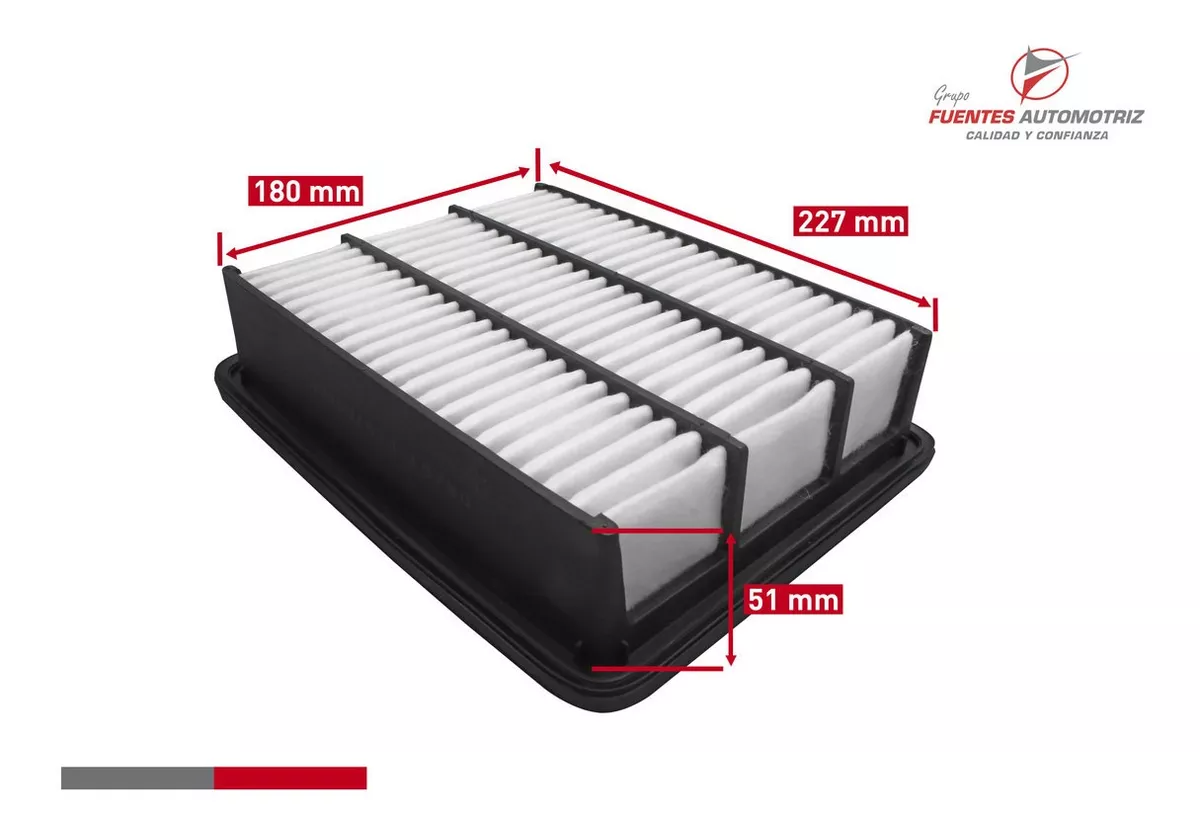 Grupo
FUENTES AUTOMOTRIZ
CALIDAD Y CONFIANZA
180 mm
227 mm
51 mm